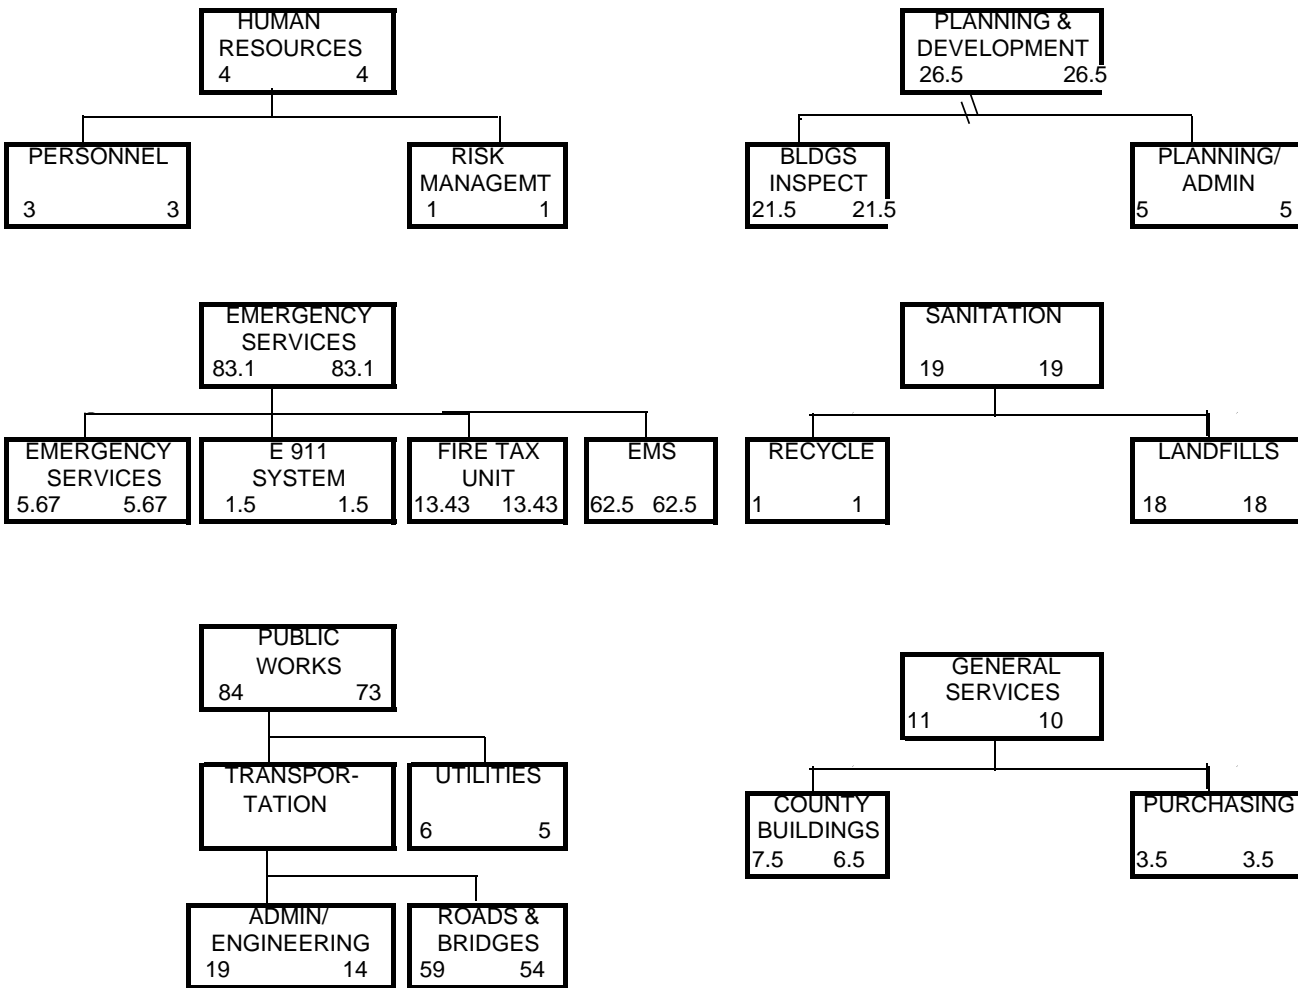 HUMAN
RESOURCES
4 4
PERSONNEL
3 3
RISK
MANAGEMT
1 1
PLANNING &
DEVELOPMENT
26.5 26.5
BLDGS
INSPECT
21.5 21.5
PLANNING/
ADMIN
5 5
EMERGENCY
SERVICES
83.1 83.1
EMERGENCY
SERVICES
5.67 5.67
E 911
SYSTEM
1.5 1.5
FIRE TAX
UNIT
13.43 13.43
EMS
62.5 62.5
SANITATION
19 19
RECYCLE
1 1
LANDFILLS
18 18
PUBLIC
WORKS
84 73
TRANSPOR-
TATION
UTILITIES
6 5
ADMIN/
ENGINEERING
19 14
ROADS &
BRIDGES
59 54
GENERAL
SERVICES
11 10
COUNTY
BUILDINGS
7.5 6.5
PURCHASING
3.5 3.5